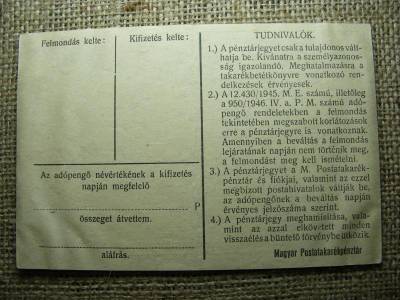 Felmondás kelte:
Kifizetés kelte:
Az adópengő névértékének a kifizetés
napján megfelelő
P
összeget átvettem.
aláírás.
TUDNIVALÓK.
1.) A pénztárjegyet csak a tulajdonos vált-
hatja be. Kívánatra a személyazonos-
ság igazolandó. Meghatalmazásra a
takarékbetétkönyvre vonatkozó ren-
delkezések érvényesek.
2.) A 12.430/1945. M. E. számú, illetőleg
a 950/1946. IV. a. P. M. számú adó-
pengő rendeletekben a felmondás
tekintetében megszabott korlátozások
erre a pénztárjegyre is vonatkoznak.
Amennyiben a beváltás a felmondás
lejáratának napján nem történik meg,
a felmondást meg kell ismételni.
3.) A pénztárjegyet a M. Postatakarék-
pénztár és fiókjai, valamint az ezzel
megbízott postahivatalok váltják be,
az adópengőnek a beváltás napján
érvényes jelzőszáma szerint.
4.) A pénztárjegy meghamisítása, vala-
mint az azzal elkövetett minden
visszaélés a büntető törvénybe ütközik.
Magyar Postatakarékpénztár